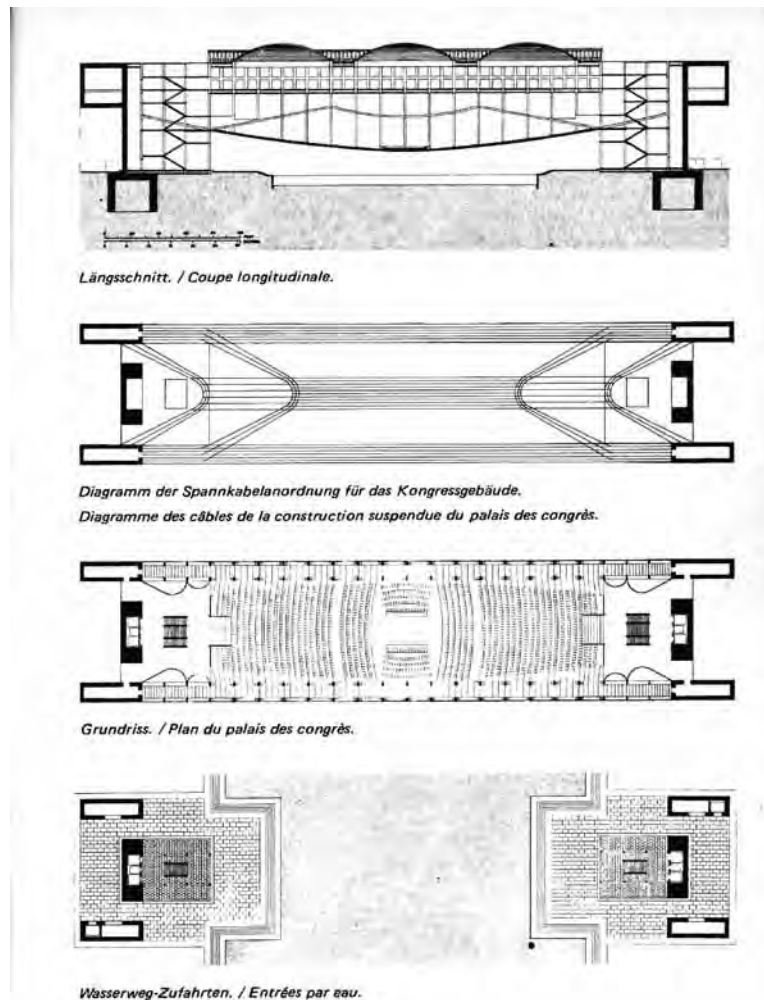 Längsschnitt. / Coupe longitudinale.
Diagramm der Spannkabelanordnung für das Kongressgebäude.
Diagramme des câbles de la construction suspendue du palais des congrès.
Grundriss. / Plan du palais des congrès.
Wasserweg-Zufahrten. / Entrées par eau.